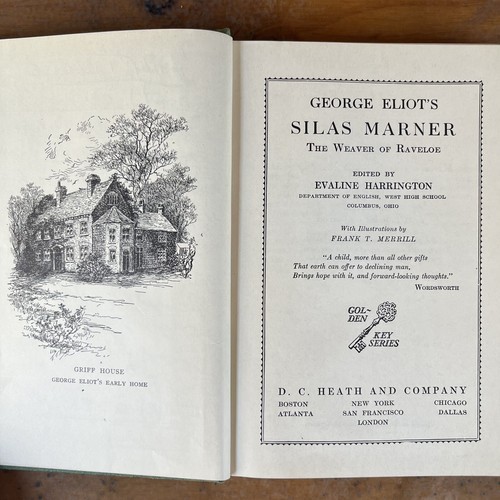 GRIFF HOUSE
GEORGE ELIOT'S EARLY HOME
GEORGE ELIOT'S
SILAS MARNER
THE WEAVER OF RAVELOE
EDITED BY
EVALINE HARRINGTON
DEPARTMENT OF ENGLISH, WEST HIGH SCHOOL
COLUMBUS, OHIO
With Illustrations by
FRANK T. MERRILL
"A child, more than all other gifts
That earth can offer to declining man,
Brings hope with it, and forward-looking thoughts."
WORDSWORTH
GOL-
DEN
KEY
SERIES
D. C. HEATH AND COMPANY
BOSTON NEW YORK CHICAGO
ATLANTA SAN FRANCISCO DALLAS
LONDON